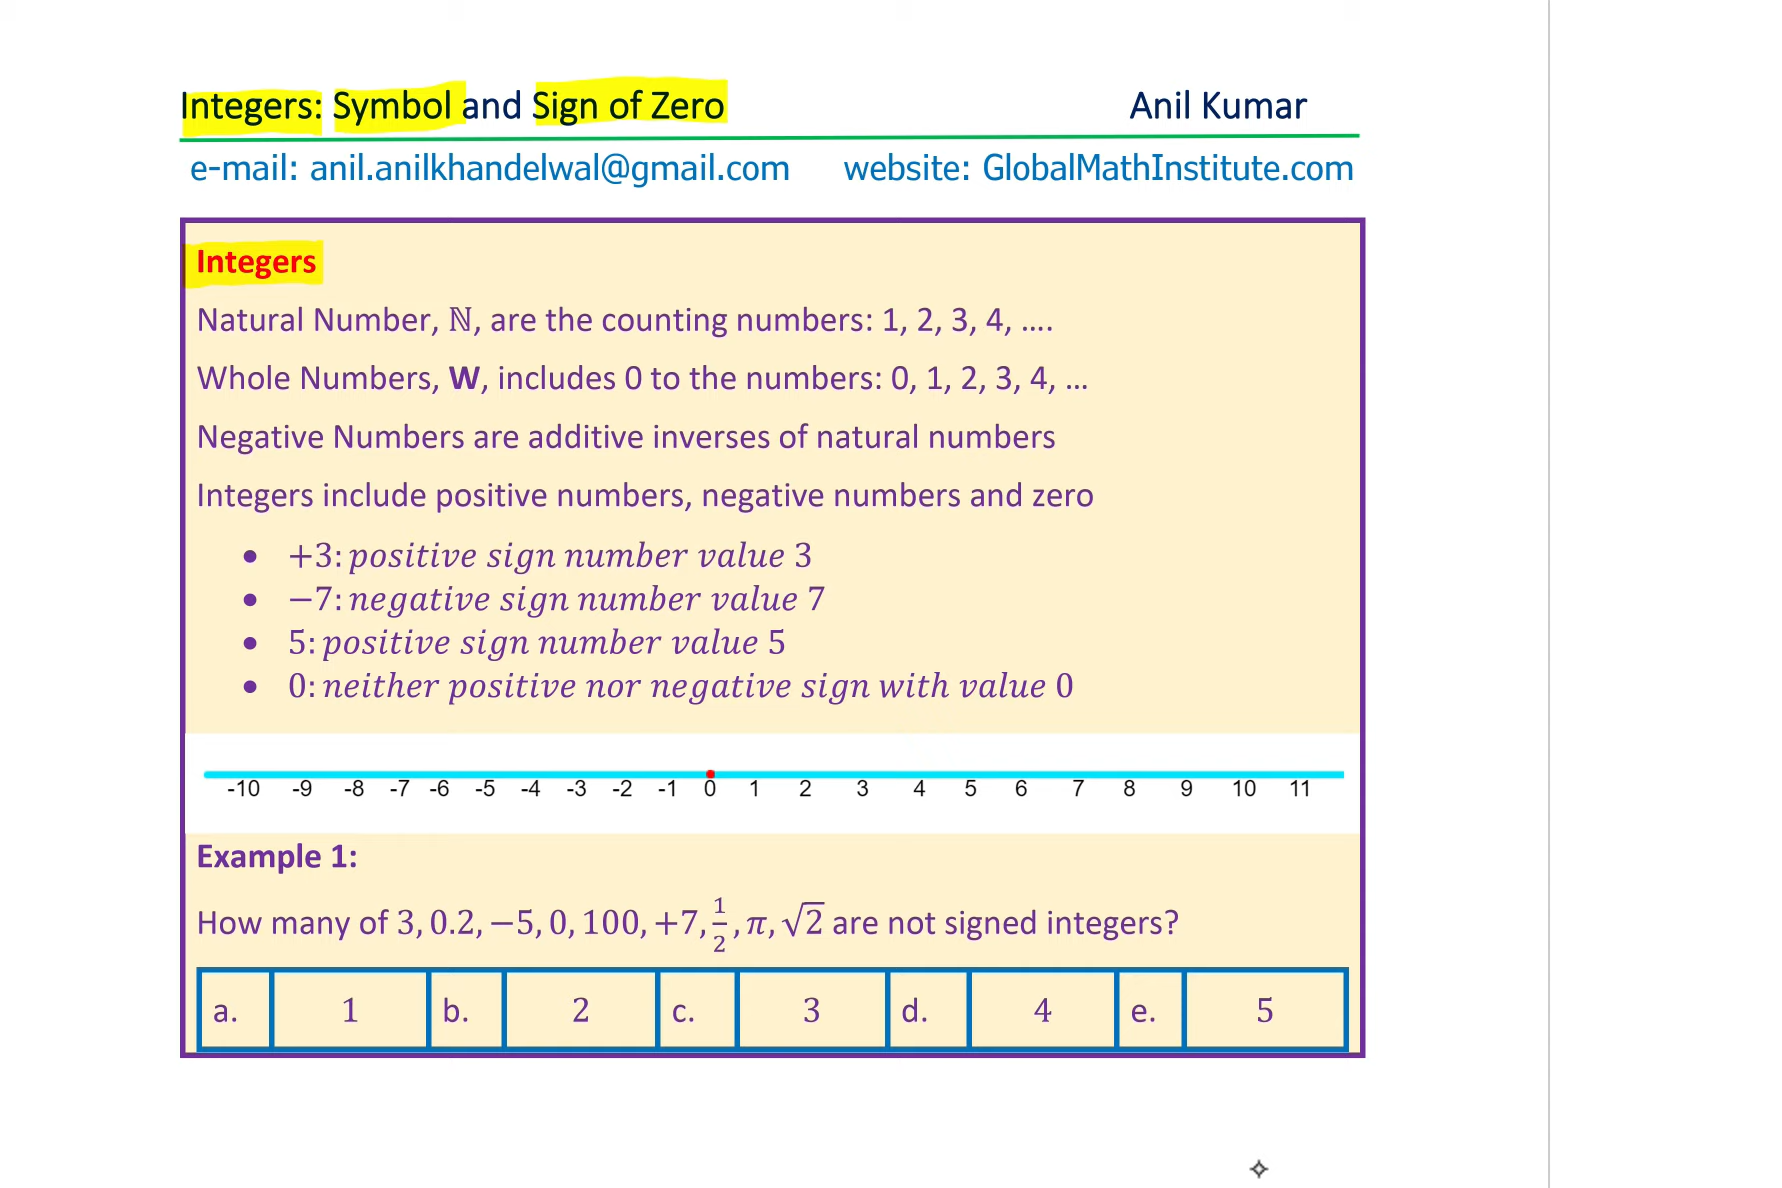 Integers: Symbol and Sign of Zero Anil Kumar
e-mail: anil.anilkhandelwal@gmail.com website: GlobalMathInstitute.com
Integers
Natural Number, ℕ, are the counting numbers: 1, 2, 3, 4, ....
Whole Numbers, W, includes 0 to the numbers: 0, 1, 2, 3, 4, ...
Negative Numbers are additive inverses of natural numbers
Integers include positive numbers, negative numbers and zero
• +3: positive sign number value 3
• −7: negative sign number value 7
• 5: positive sign number value 5
• 0: neither positive nor negative sign with value 0
-10 -9 -8 -7 -6 -5 -4 -3 -2 -1 0 1 2 3 4 5 6 7 8 9 10 11
Example 1:
How many of 3, 0.2, −5, 0, 100, +7, 1/2, π, √2 are not signed integers?
a. 1 b. 2 c. 3 d. 4 e. 5